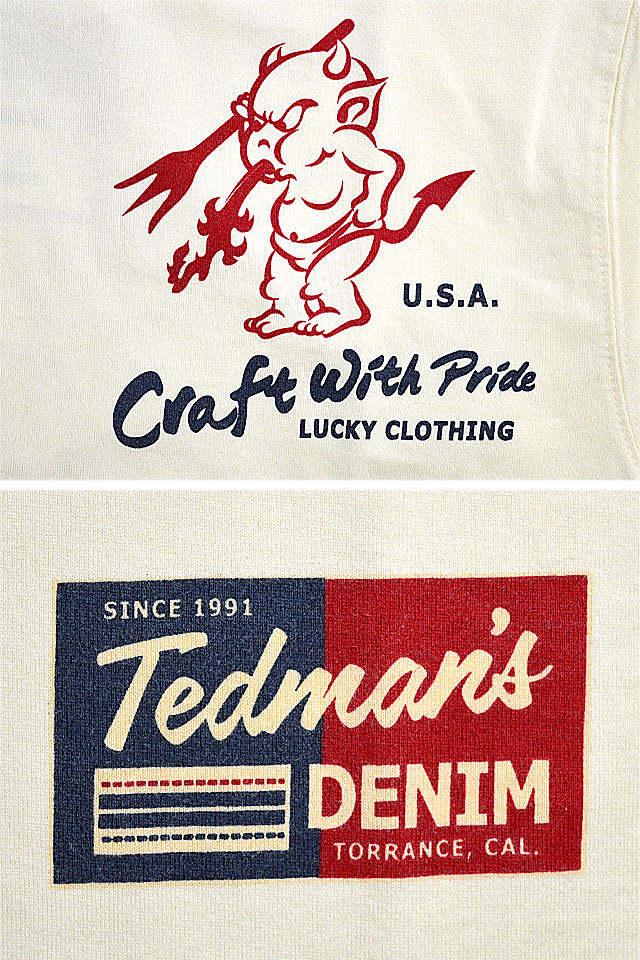 U.S.A.
Craft With Pride
LUCKY CLOTHING
SINCE 1991
Tedman's
DENIM
TORRANCE, CAL.